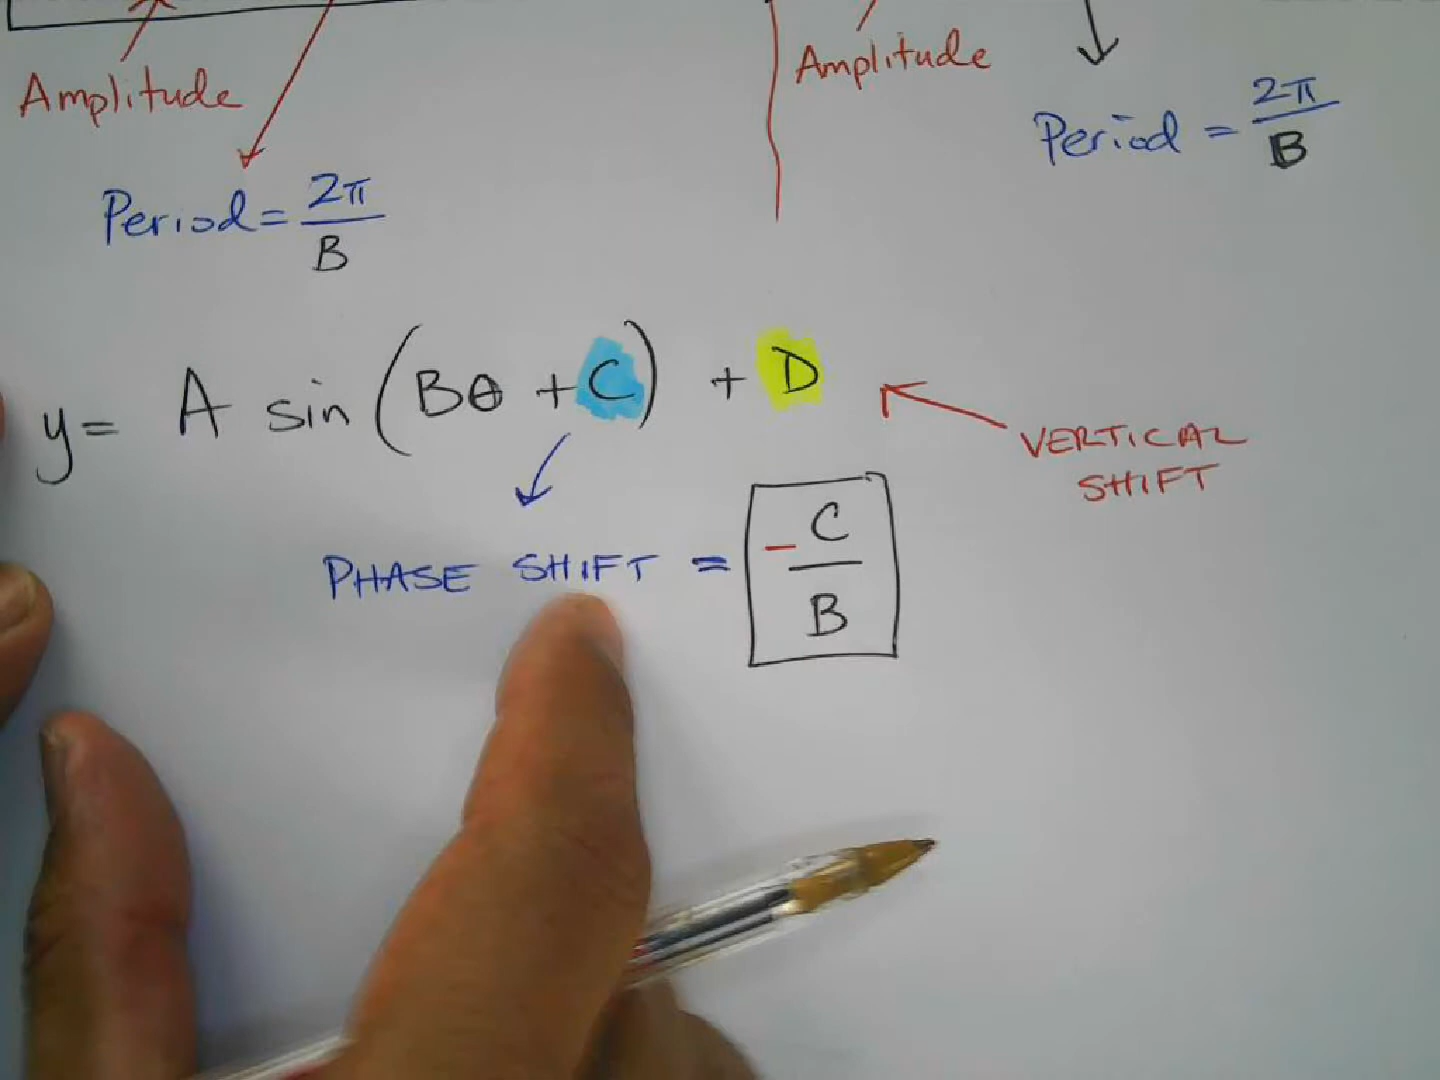 Amplitude
Period = 2π/B
Amplitude
Period = 2π/B
y = A sin (Bθ + C) + D
VERTICAL
SHIFT
PHASE SHIFT = -C/B